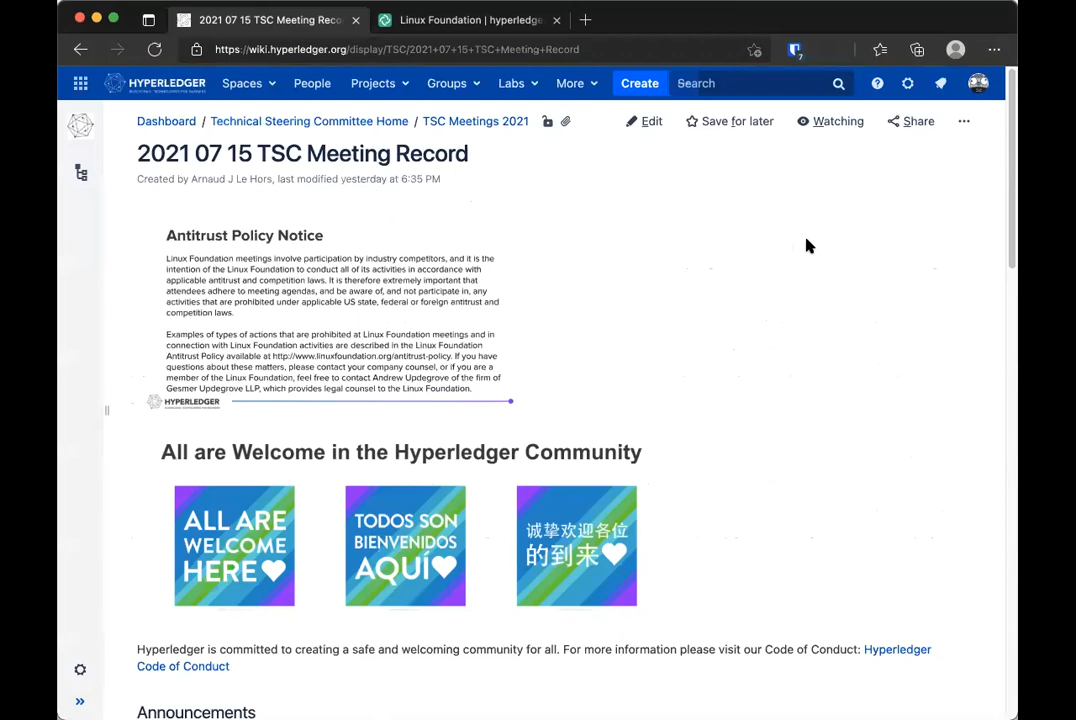 2021 07 15 TSC Meeting Reco
Linux Foundation | hyperledge
https://wiki.hyperledger.org/display/TSC/2021+07+15+TSC+Meeting+Record
7
HYPERLEDGER
Spaces
People
Projects
Groups
Labs
More
Create
Search
Dashboard / Technical Steering Committee Home / TSC Meetings 2021
Edit
Save for later
Watching
Share
2021 07 15 TSC Meeting Record
Created by Arnaud J Le Hors, last modified yesterday at 6:35 PM
Antitrust Policy Notice
Linux Foundation meetings involve participation by industry competitors, and it is the
intention of the Linux Foundation to conduct all of its activities in accordance with
applicable antitrust and competition laws. It is therefore extremely important that
attendees adhere to meeting agendas, and be aware of, and not participate in, any
activities that are prohibited under applicable US state, federal or foreign antitrust and
competition laws.
Examples of types of actions that are prohibited at Linux Foundation meetings and in
connection with Linux Foundation activities are described in the Linux Foundation
Antitrust Policy available at http://www.linuxfoundation.org/antitrust-policy. If you have
questions about these matters, please contact your company counsel, or if you are a
member of the Linux Foundation, feel free to contact Andrew Updegrove of the firm of
Gesmer Updegrove LLP, which provides legal counsel to the Linux Foundation.
HYPERLEDGER
All are Welcome in the Hyperledger Community
ALL ARE
WELCOME
HERE
TODOS SON
BIENVENIDOS
AQUÍ
诚挚欢迎各位
的到来
Hyperledger is committed to creating a safe and welcoming community for all. For more information please visit our Code of Conduct: Hyperledger
Code of Conduct
Announcements